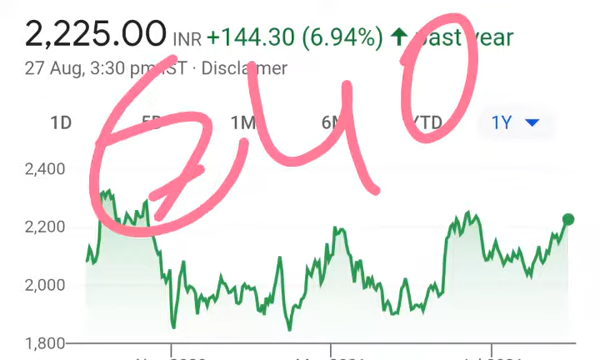 2,225.00 INR +144.30 (6.94%) ↑ past year
27 Aug, 3:30 pm IST · Disclaimer
1D 5D 1M 6M YTD 1Y
2,400
2,200
2,000
1,800